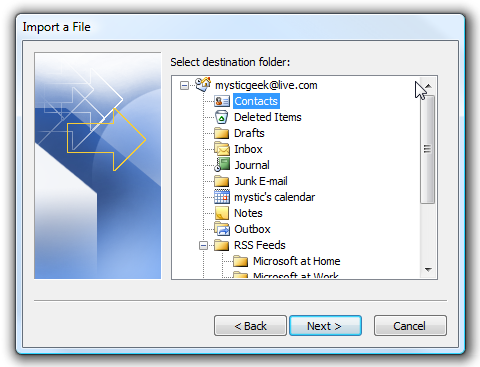 Import a File
Select destination folder:
mysticgeek@live.com
Contacts
Deleted Items
Drafts
Inbox
Journal
Junk E-mail
mystic's calendar
Notes
Outbox
RSS Feeds
Microsoft at Home
Microsoft at Work
< Back Next > Cancel